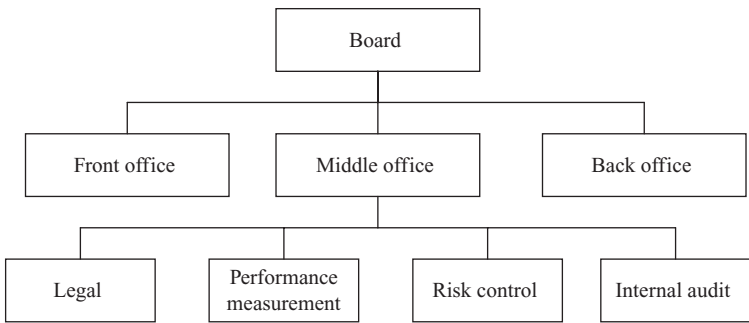 Board
Front office
Middle office
Back office
Legal
Performance
measurement
Risk control
Internal audit